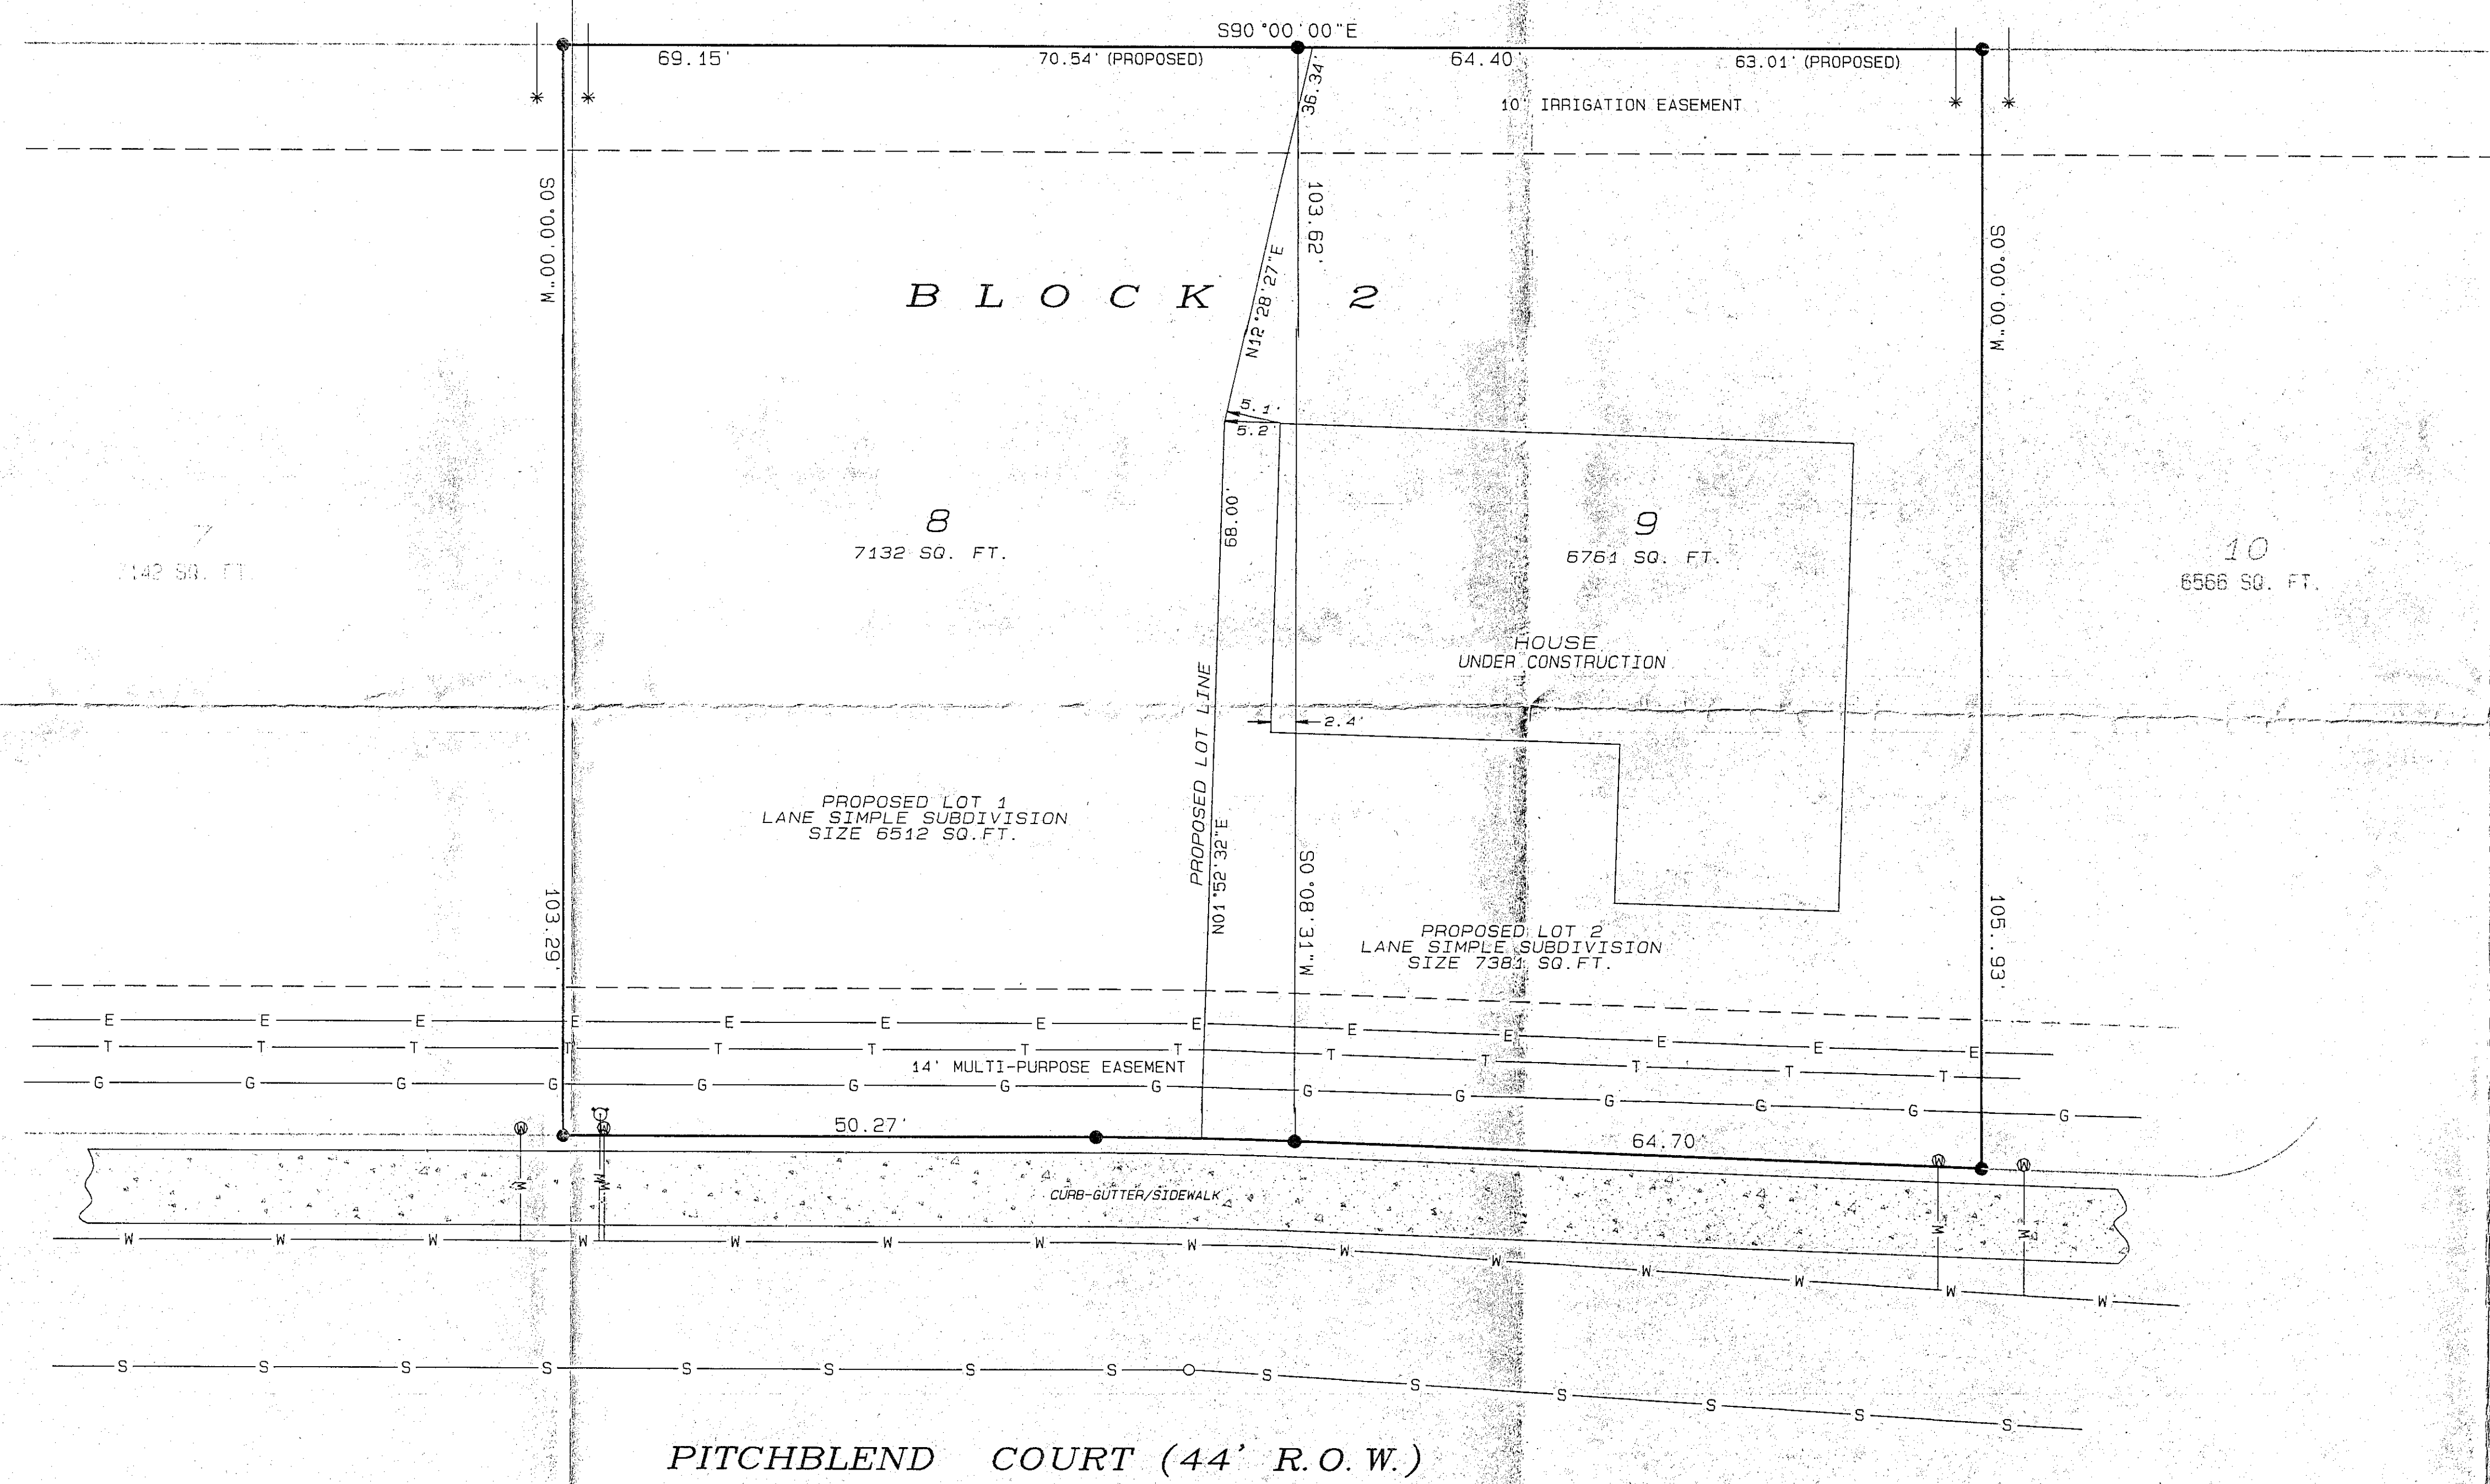 S90°00'00"E
69.15'
70.54' (PROPOSED)
64.40'
63.01' (PROPOSED)
36.34'
10' IRRIGATION EASEMENT
S0°00'00"W
103.62'
S0°00'00"W
N12°28'27"E
BLOCK 2
5.1'
5.2'
68.00'
8
7132 SQ. FT.
9
6761 SQ. FT.
7
7142 SQ. FT.
10
6566 SQ. FT.
HOUSE
UNDER CONSTRUCTION
2.4'
PROPOSED LOT LINE
N01°52'32"E
PROPOSED LOT 1
LANE SIMPLE SUBDIVISION
SIZE 6512 SQ.FT.
S0°08'31"W
103.29'
105.93'
PROPOSED LOT 2
LANE SIMPLE SUBDIVISION
SIZE 7381 SQ.FT.
E E E E E E E E E E E E E
T T T T T T T T T T T T T
14' MULTI-PURPOSE EASEMENT
G G G G G G G G G G G G G G
50.27'
64.70'
W W W W
M M M M
CURB-GUTTER/SIDEWALK
W W W W W W W W W W W W W W
S S S S S S S S S S S S S S
PITCHBLEND COURT (44' R.O.W.)